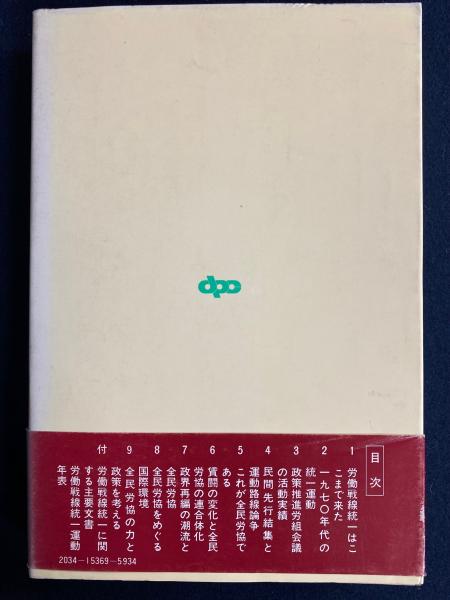 dpc
目次
1 労働戦線統一はこ
こまで来た
2 一九七〇年代の
統一運動
3 政策推進労組会議
の活動実績
4 民間先行結集と
運動路線論争
5 これが全民労協で
ある
6 賃闘の変化と全民
労協の連合体化
7 政界再編の潮流と
全民労協
8 全民労協をめぐる
国際環境
9 全民労協の力と
政策を考える
付 労働戦線統一に関
する主要文書
労働戦線統一運動
年表
2034-15369-5934